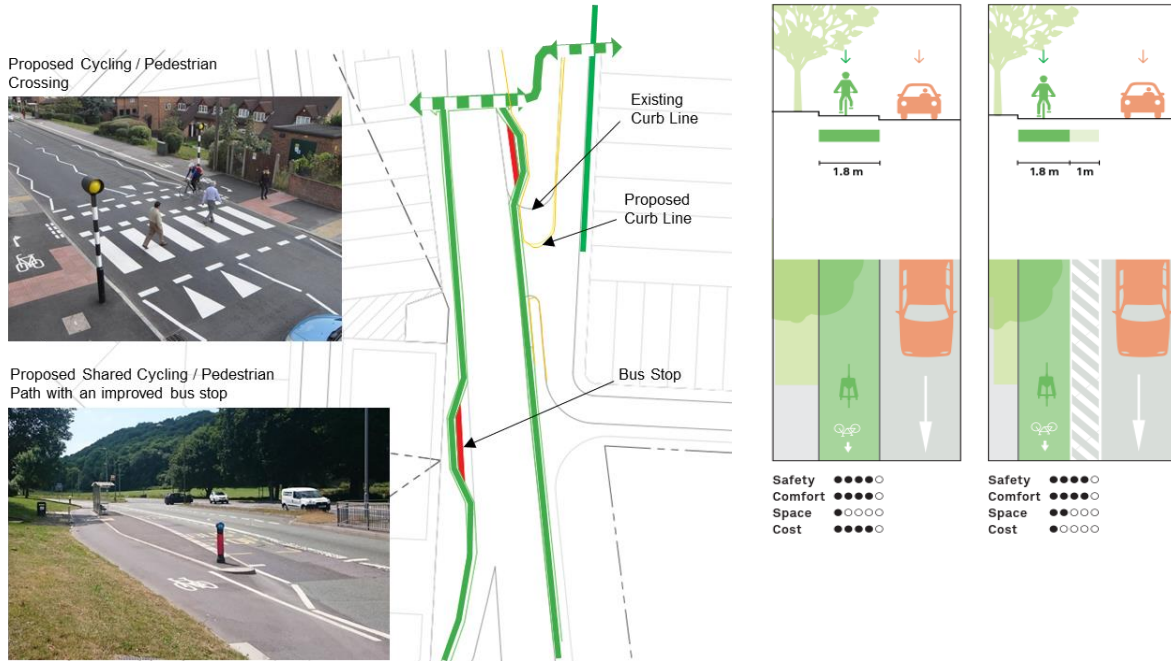 Proposed Cycling / Pedestrian
Crossing
Proposed Shared Cycling / Pedestrian
Path with an improved bus stop
Existing
Curb Line
Proposed
Curb Line
Bus Stop
1.8 m
Safety
Comfort
Space
Cost
1.8 m
1m
Safety
Comfort
Space
Cost